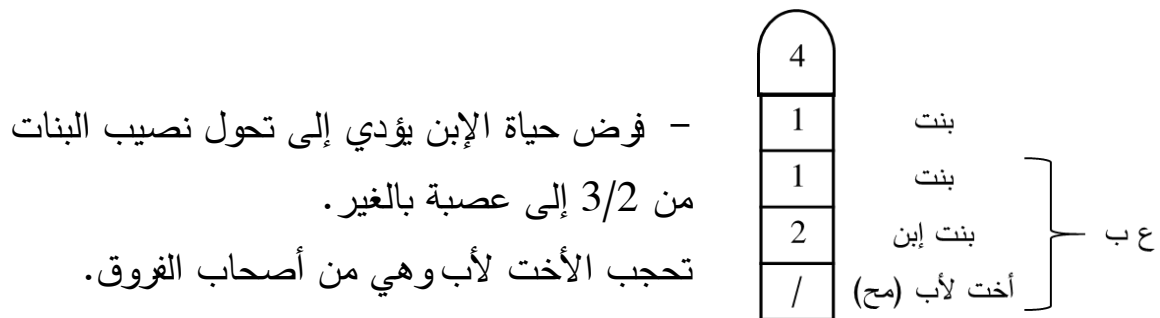 4
1 بنت
– فرض حياة الإبن يؤدي إلى تحول نصيب البنات
1 بنت
من 3/2 إلى عصبة بالغير.
2 بنت إبن
ع ب
تحجب الأخت لأب وهي من أصحاب الفروق.
/ أخت لأب (مح)